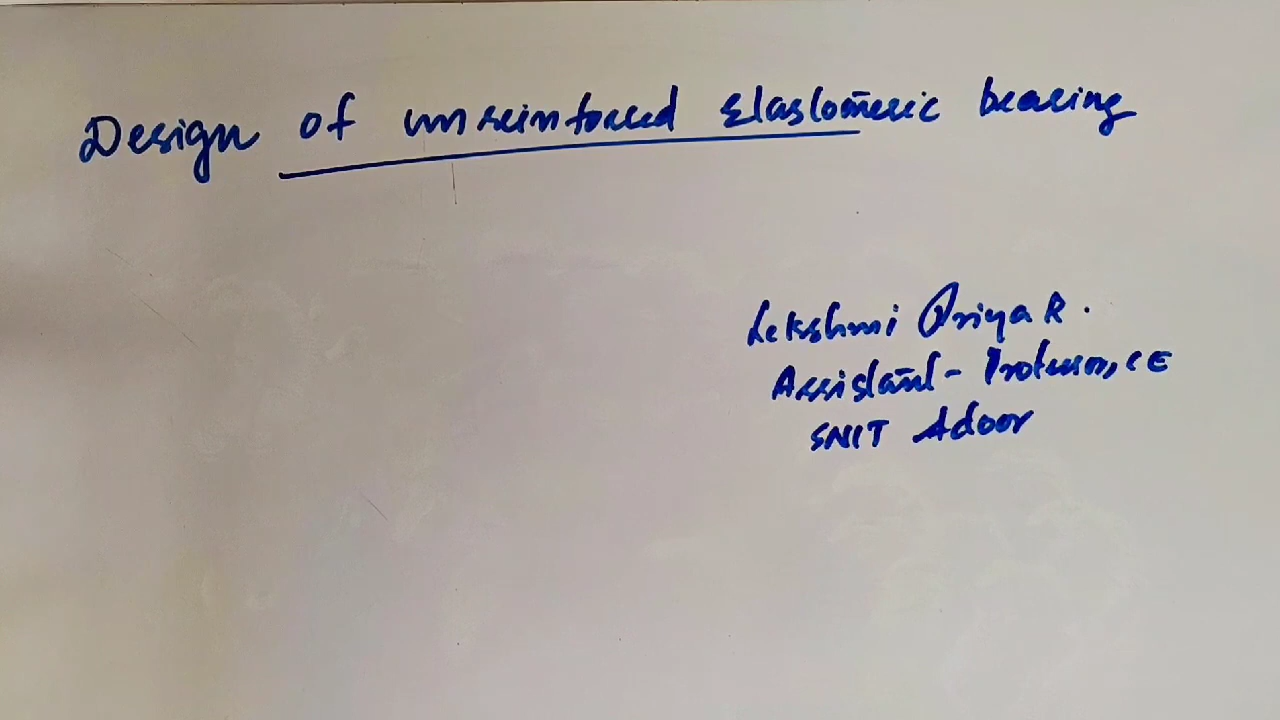 Design of unreinforced Elastomeric bearing
Lekshmi Priya R.
Assistant Professor, CE
SNIT Adoor